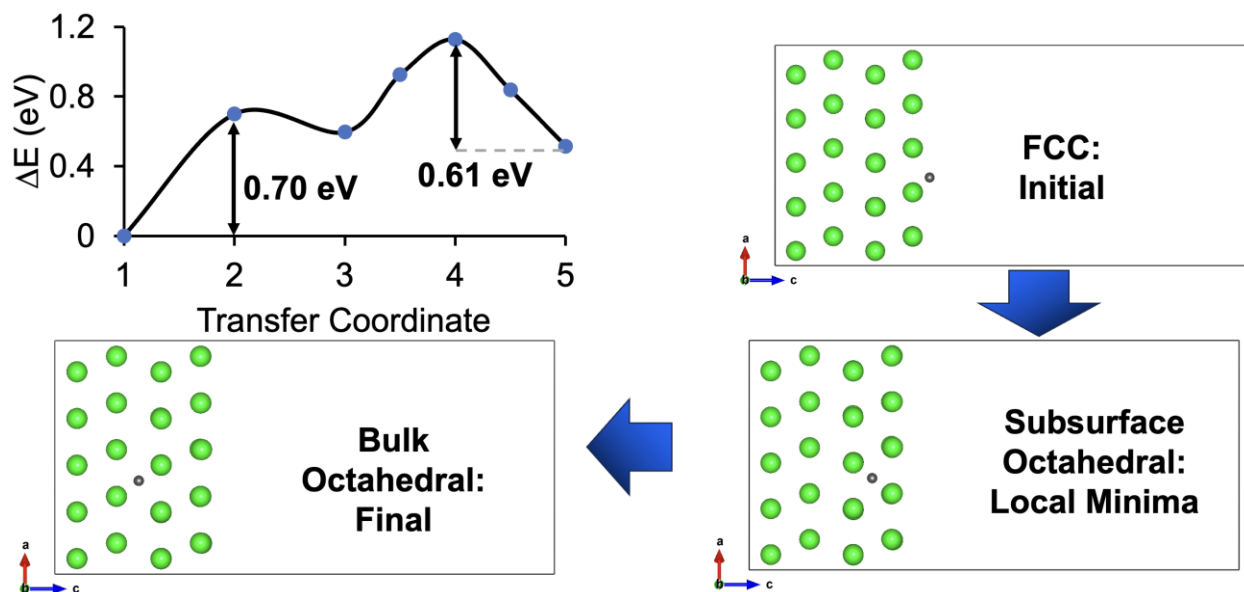 1.2
0.8
0.4
0
ΔE (eV)
0.70 eV
0.61 eV
1 2 3 4 5
Transfer Coordinate
FCC:
Initial
a
b
c
Bulk
Octahedral:
Final
a
b
c
Subsurface
Octahedral:
Local Minima
a
b
c